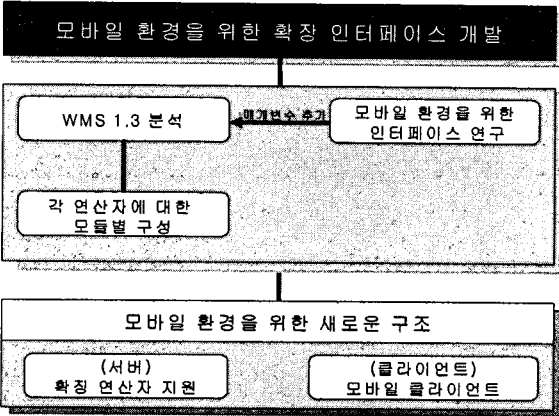 모바일 환경을 위한 확장 인터페이스 개발
WMS 1.3 분석
매개변수 추가
모바일 환경을 위한
인터페이스 연구
각 연산자에 대한
모듈별 구성
모바일 환경을 위한 새로운 구조
(서버)
확장 연산자 지원
(클라이언트)
모바일 클라이언트